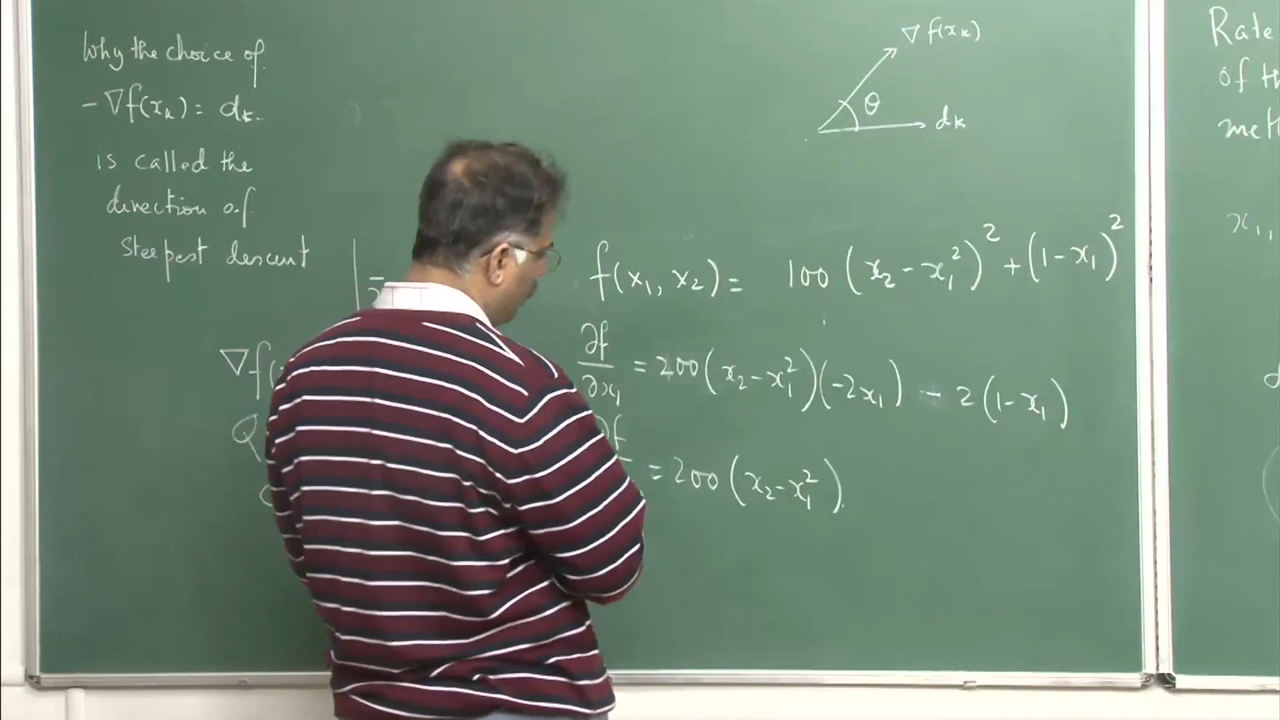 Why the choice of
-∇f(xₖ) = dₖ.
is called the
direction of
Steepest descent
∇f(xₖ)
θ
dₖ
f(x₁, x₂) = 100 (x₂ - x₁²)² + (1 - x₁)²
∂f/∂x₁ = 200 (x₂ - x₁²)(-2x₁) - 2(1 - x₁)
= 200 (x₂ - x₁²).
∇f(
Q
Rate
of th
met
x₁,